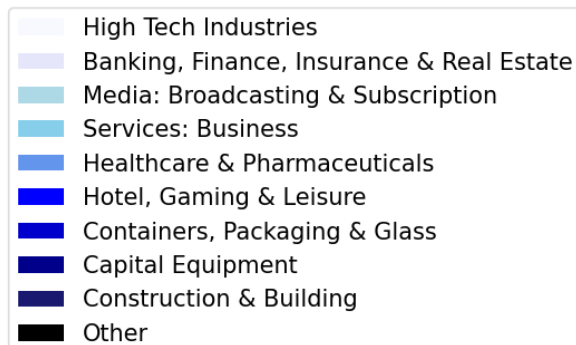 High Tech Industries
Banking, Finance, Insurance & Real Estate
Media: Broadcasting & Subscription
Services: Business
Healthcare & Pharmaceuticals
Hotel, Gaming & Leisure
Containers, Packaging & Glass
Capital Equipment
Construction & Building
Other